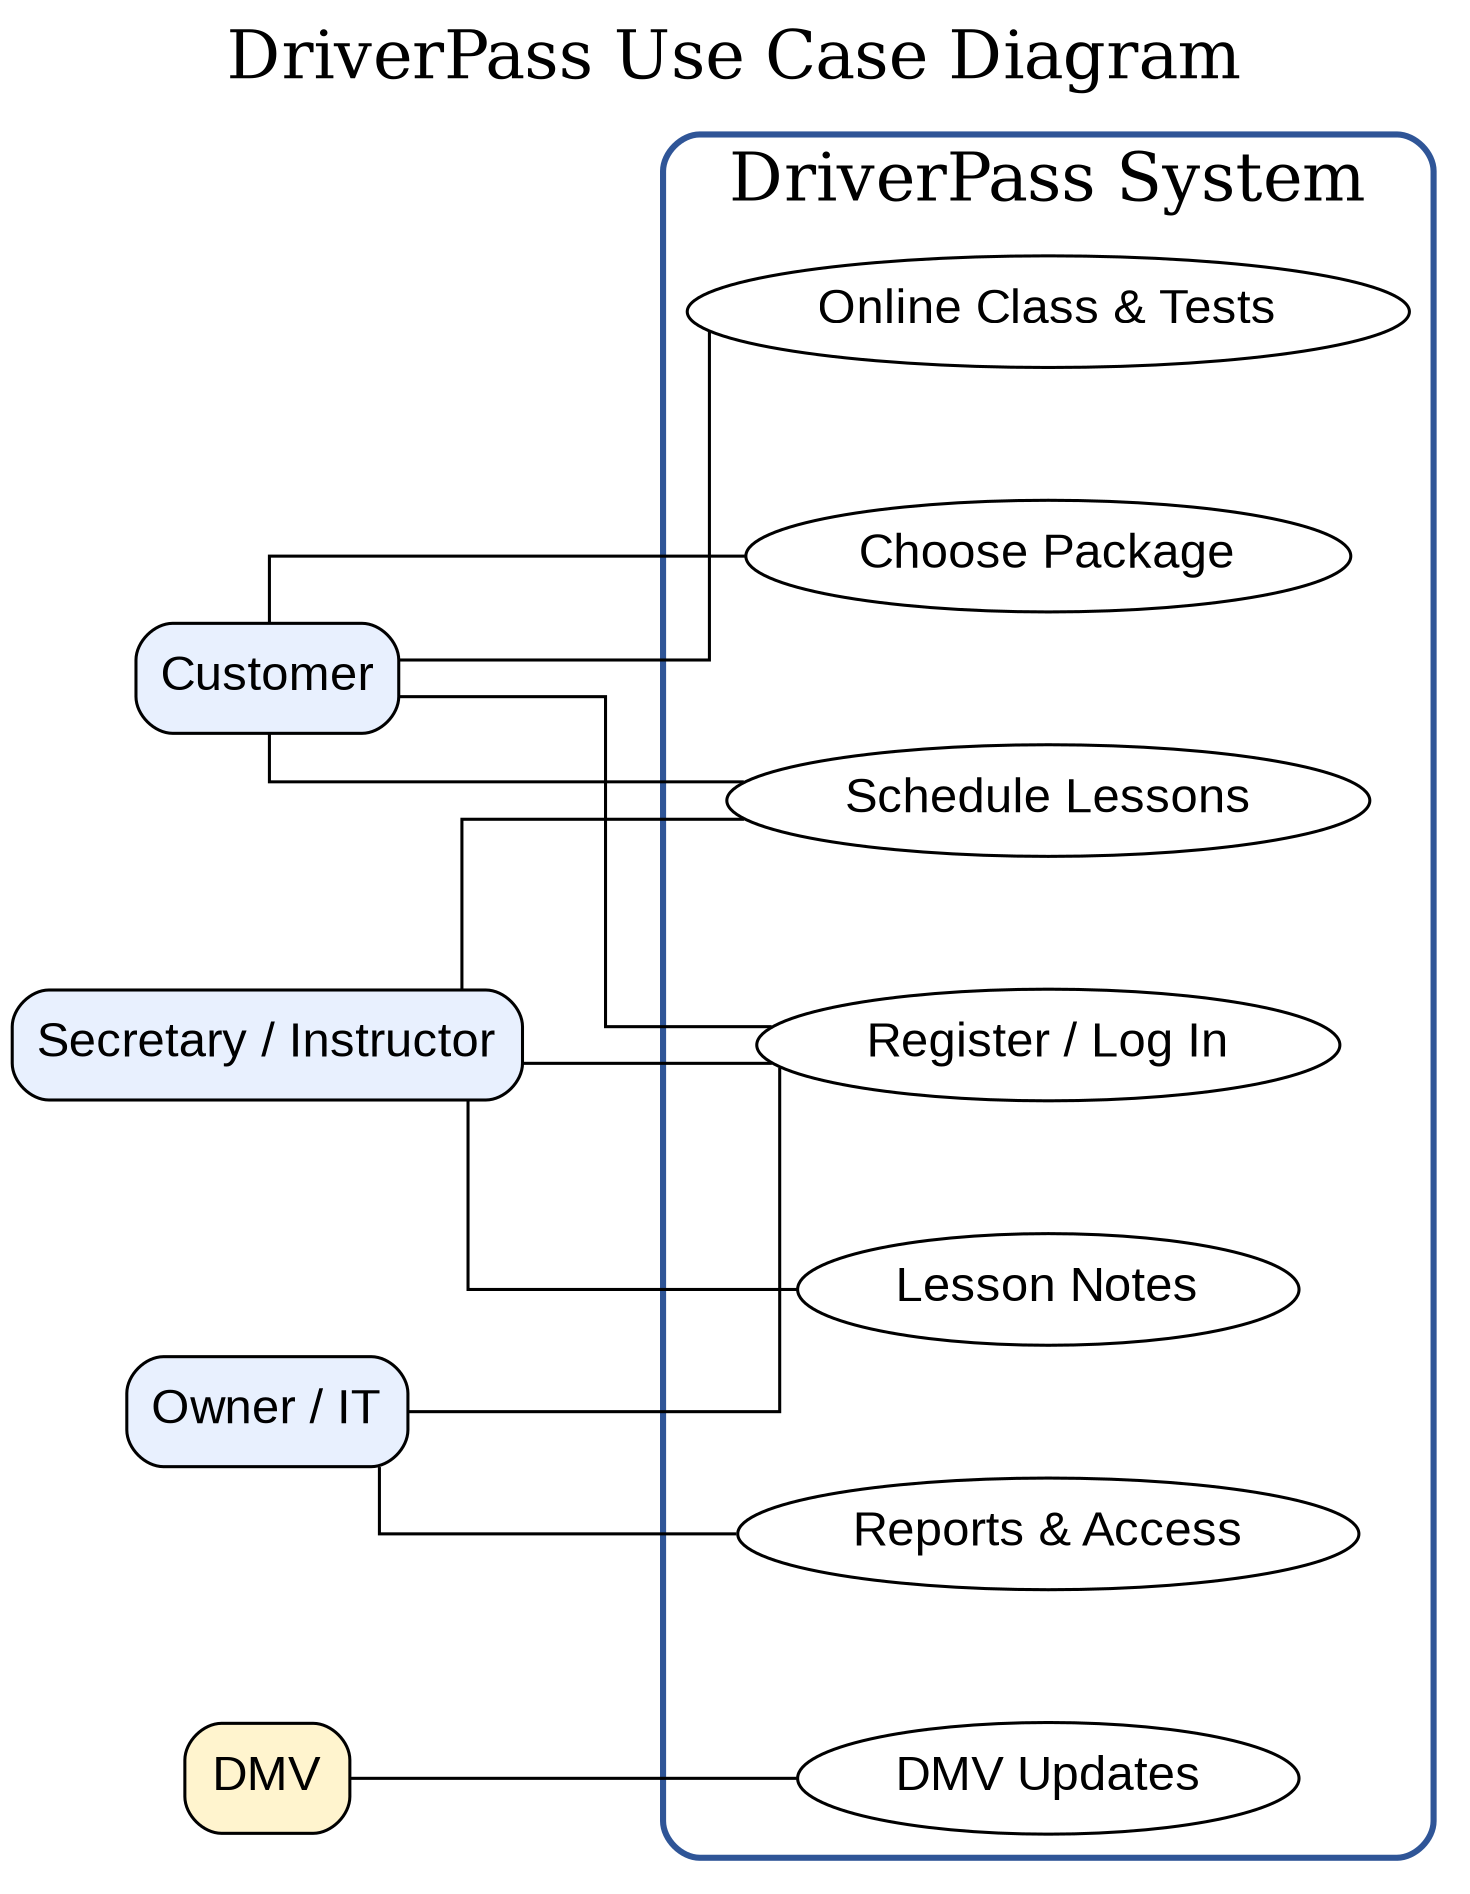 DriverPass Use Case Diagram
DriverPass System
Online Class & Tests
Choose Package
Customer
Schedule Lessons
Secretary / Instructor
Register / Log In
Lesson Notes
Owner / IT
Reports & Access
DMV
DMV Updates